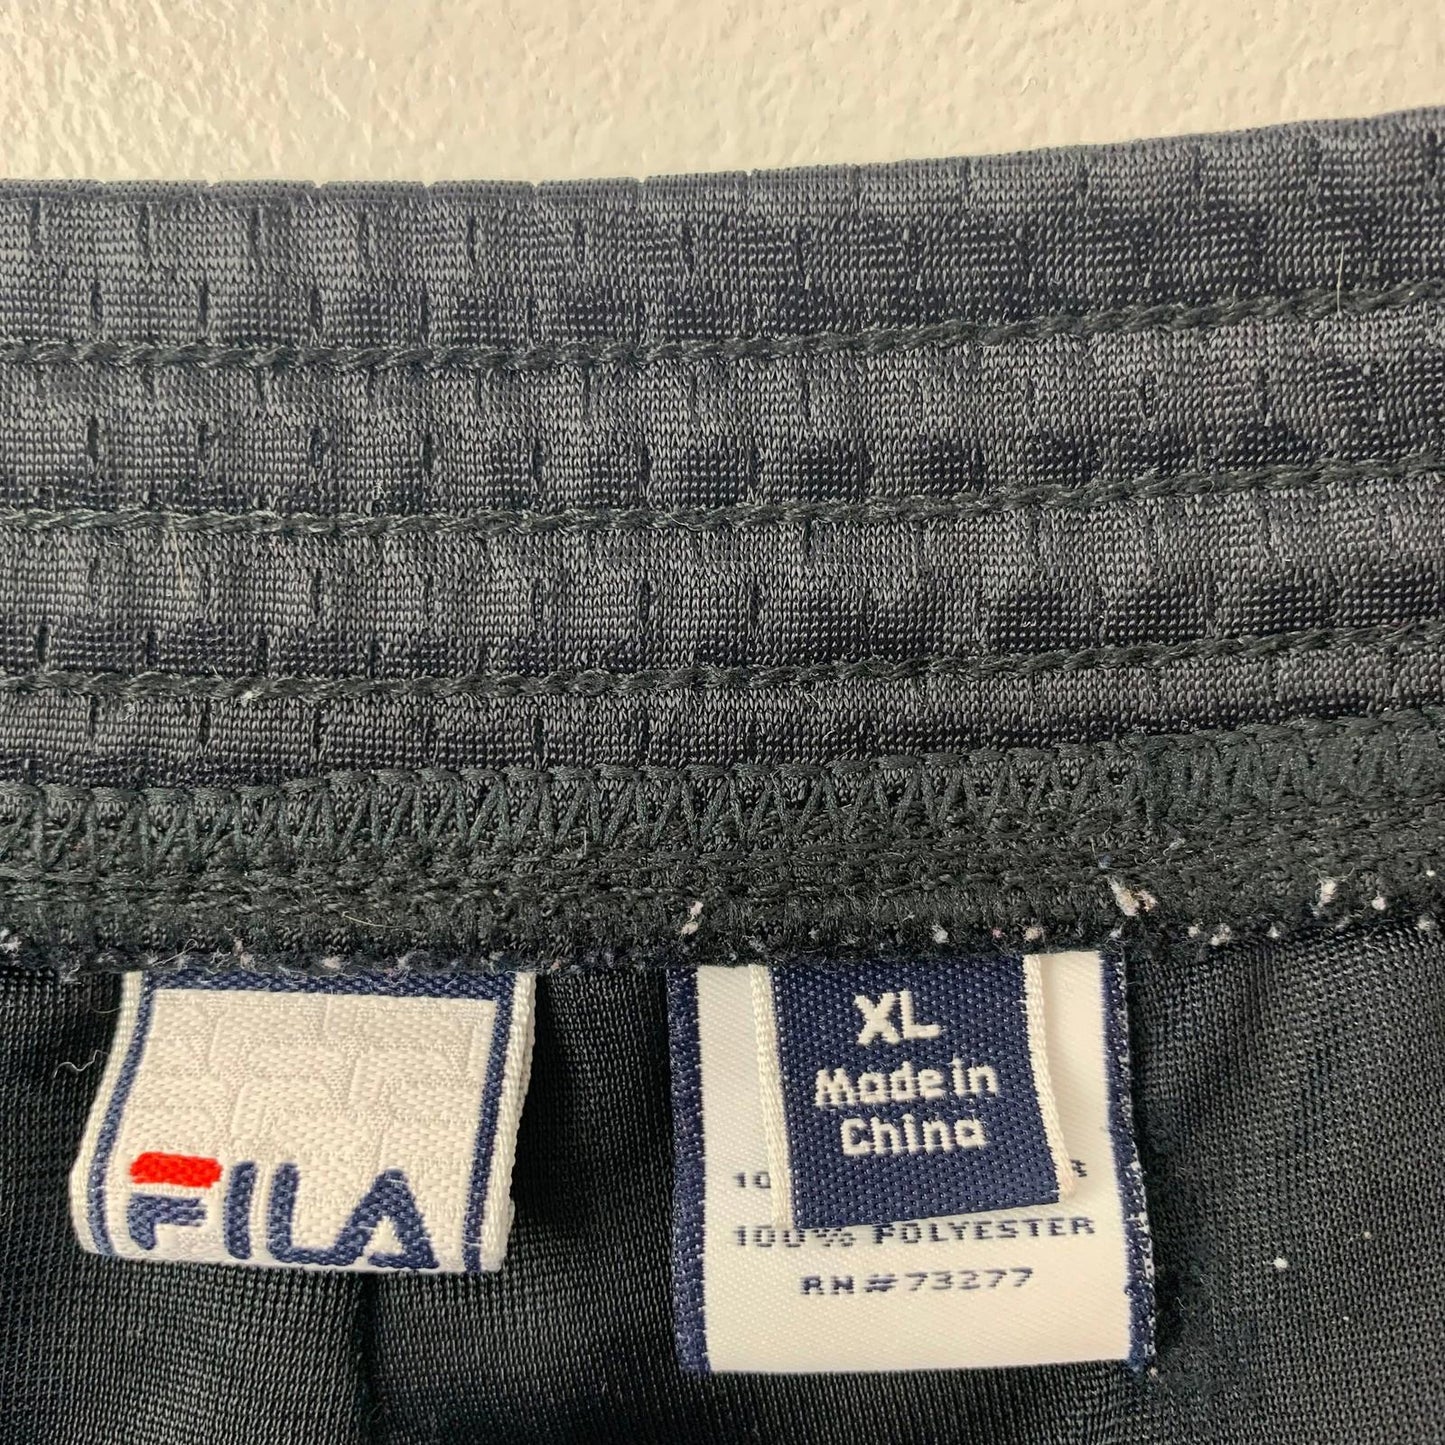 FILA
XL
Made in
China
100% POLYESTER
RN#73277